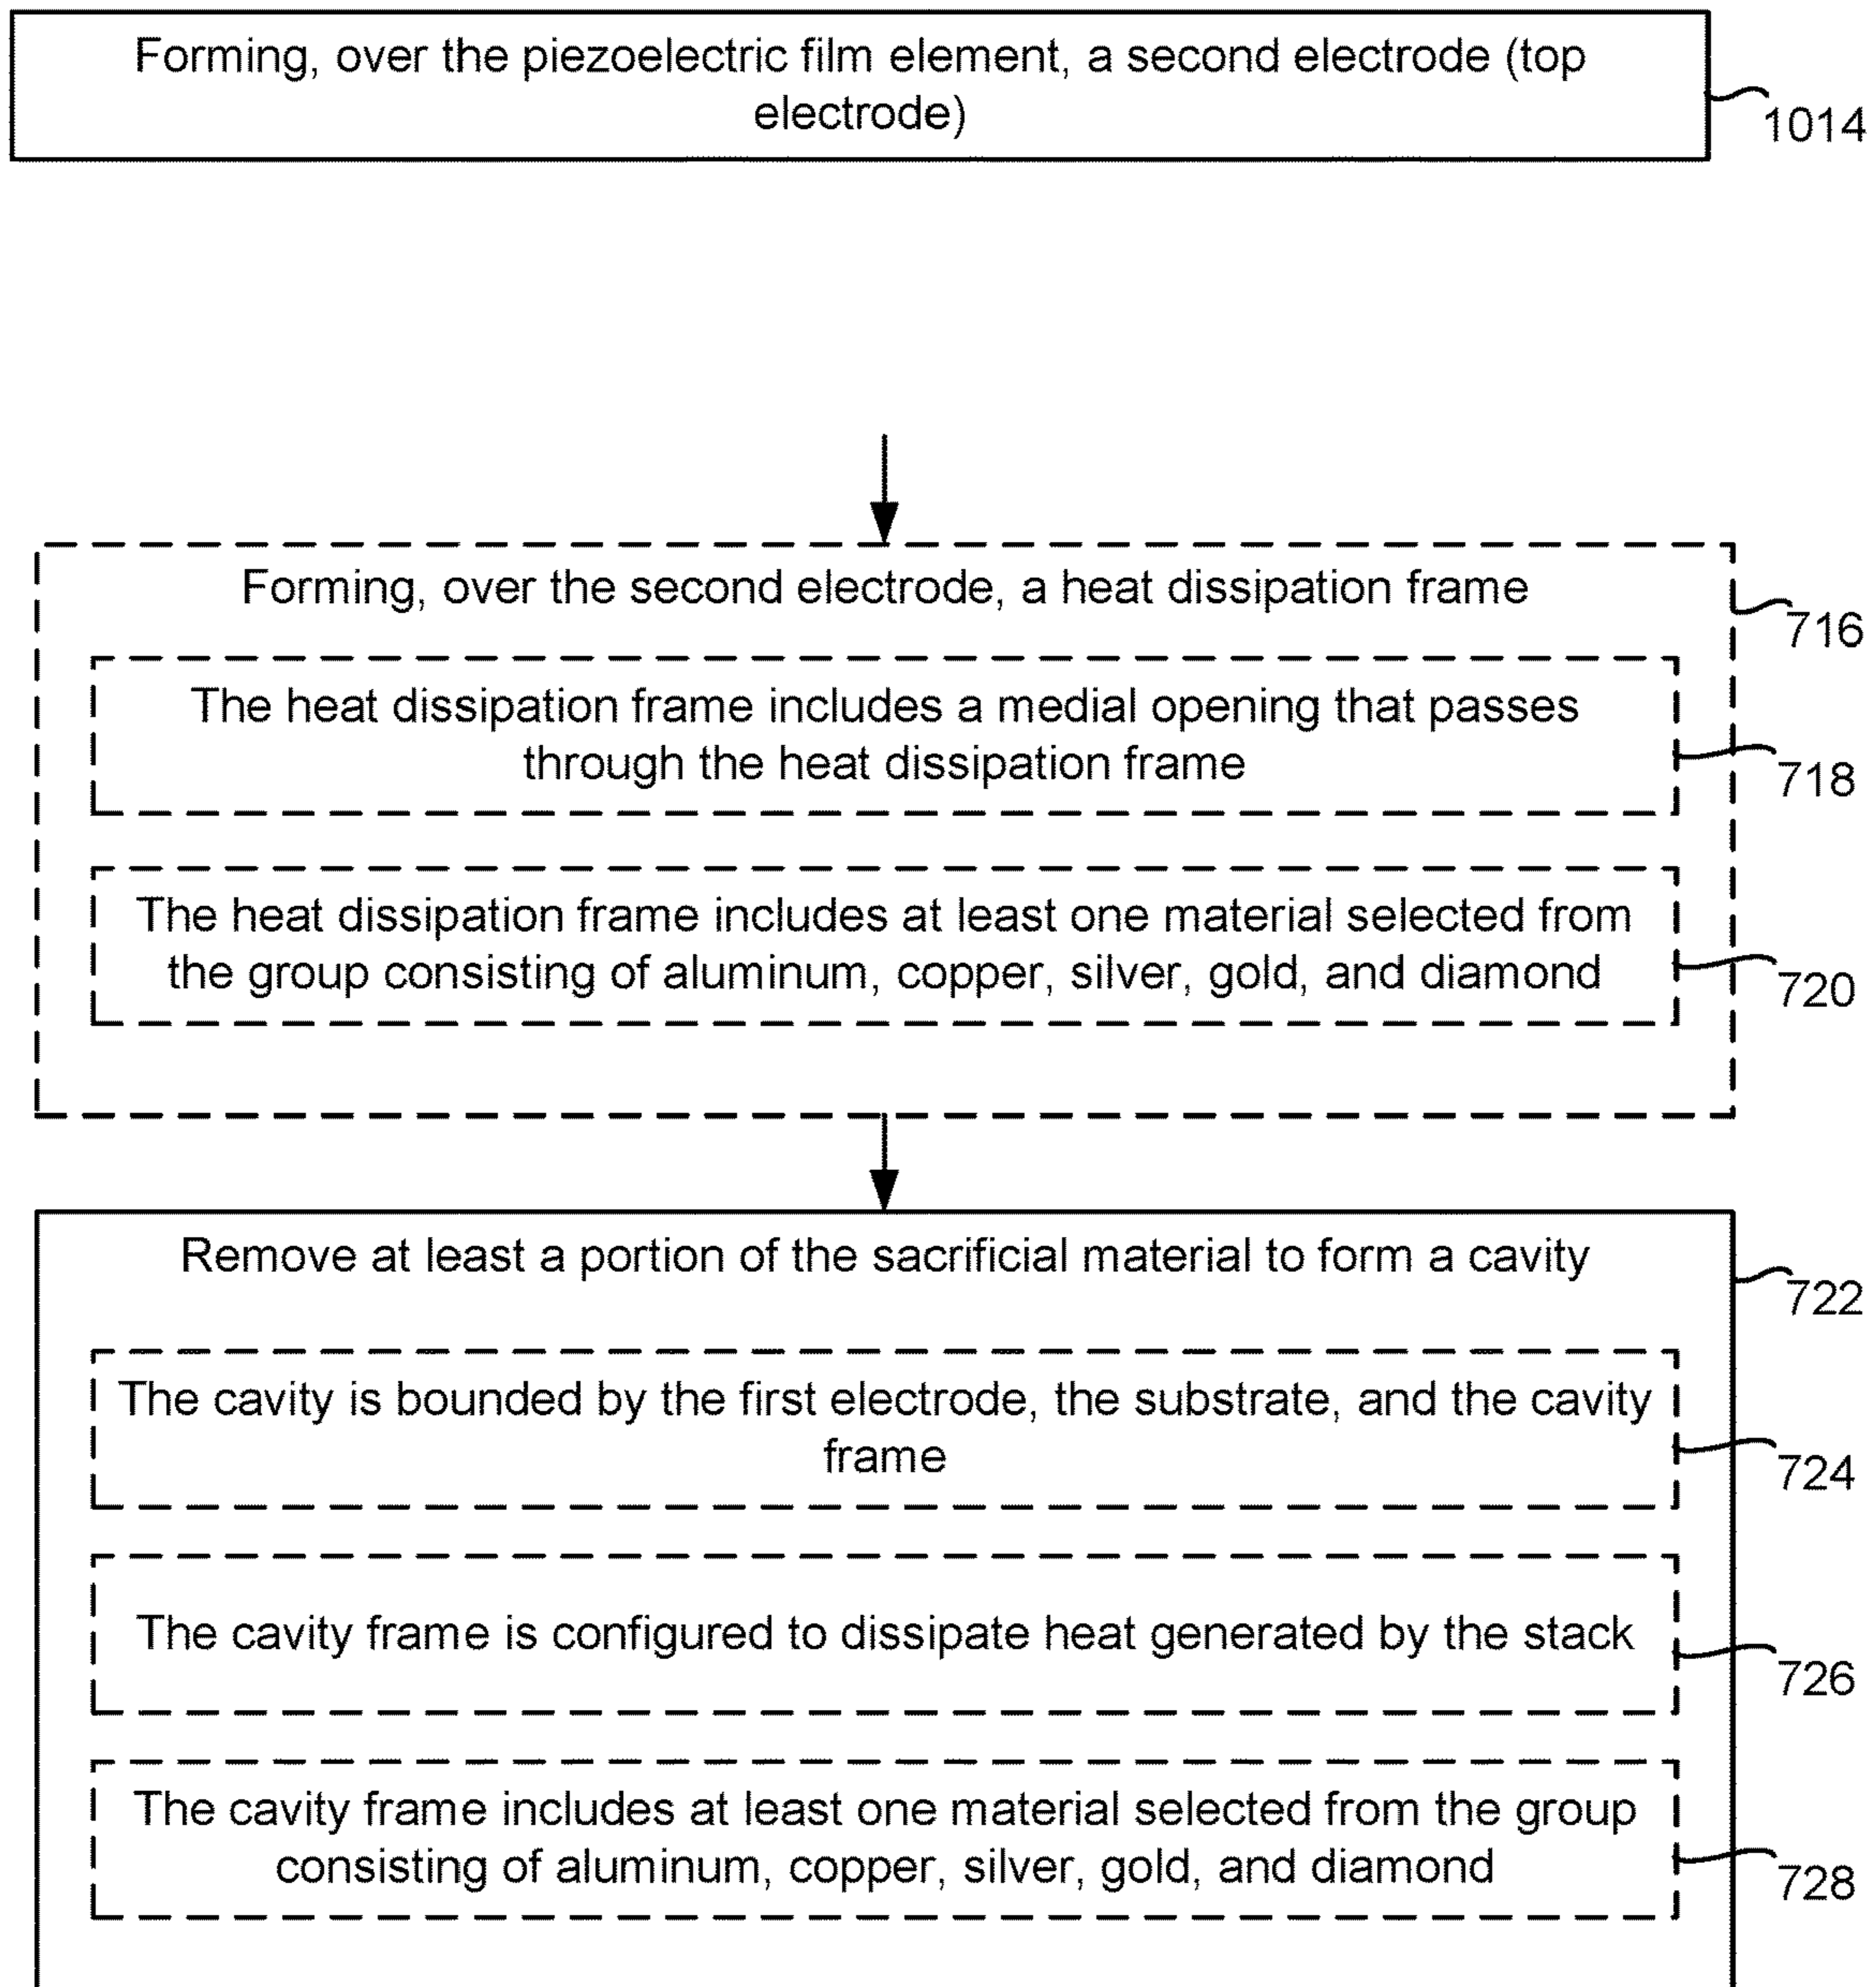 Forming, over the piezoelectric film element, a second electrode (top
electrode)
1014
Forming, over the second electrode, a heat dissipation frame
716
The heat dissipation frame includes a medial opening that passes
through the heat dissipation frame
718
The heat dissipation frame includes at least one material selected from
the group consisting of aluminum, copper, silver, gold, and diamond
720
Remove at least a portion of the sacrificial material to form a cavity
722
The cavity is bounded by the first electrode, the substrate, and the cavity
frame
724
The cavity frame is configured to dissipate heat generated by the stack
726
The cavity frame includes at least one material selected from the group
consisting of aluminum, copper, silver, gold, and diamond
728